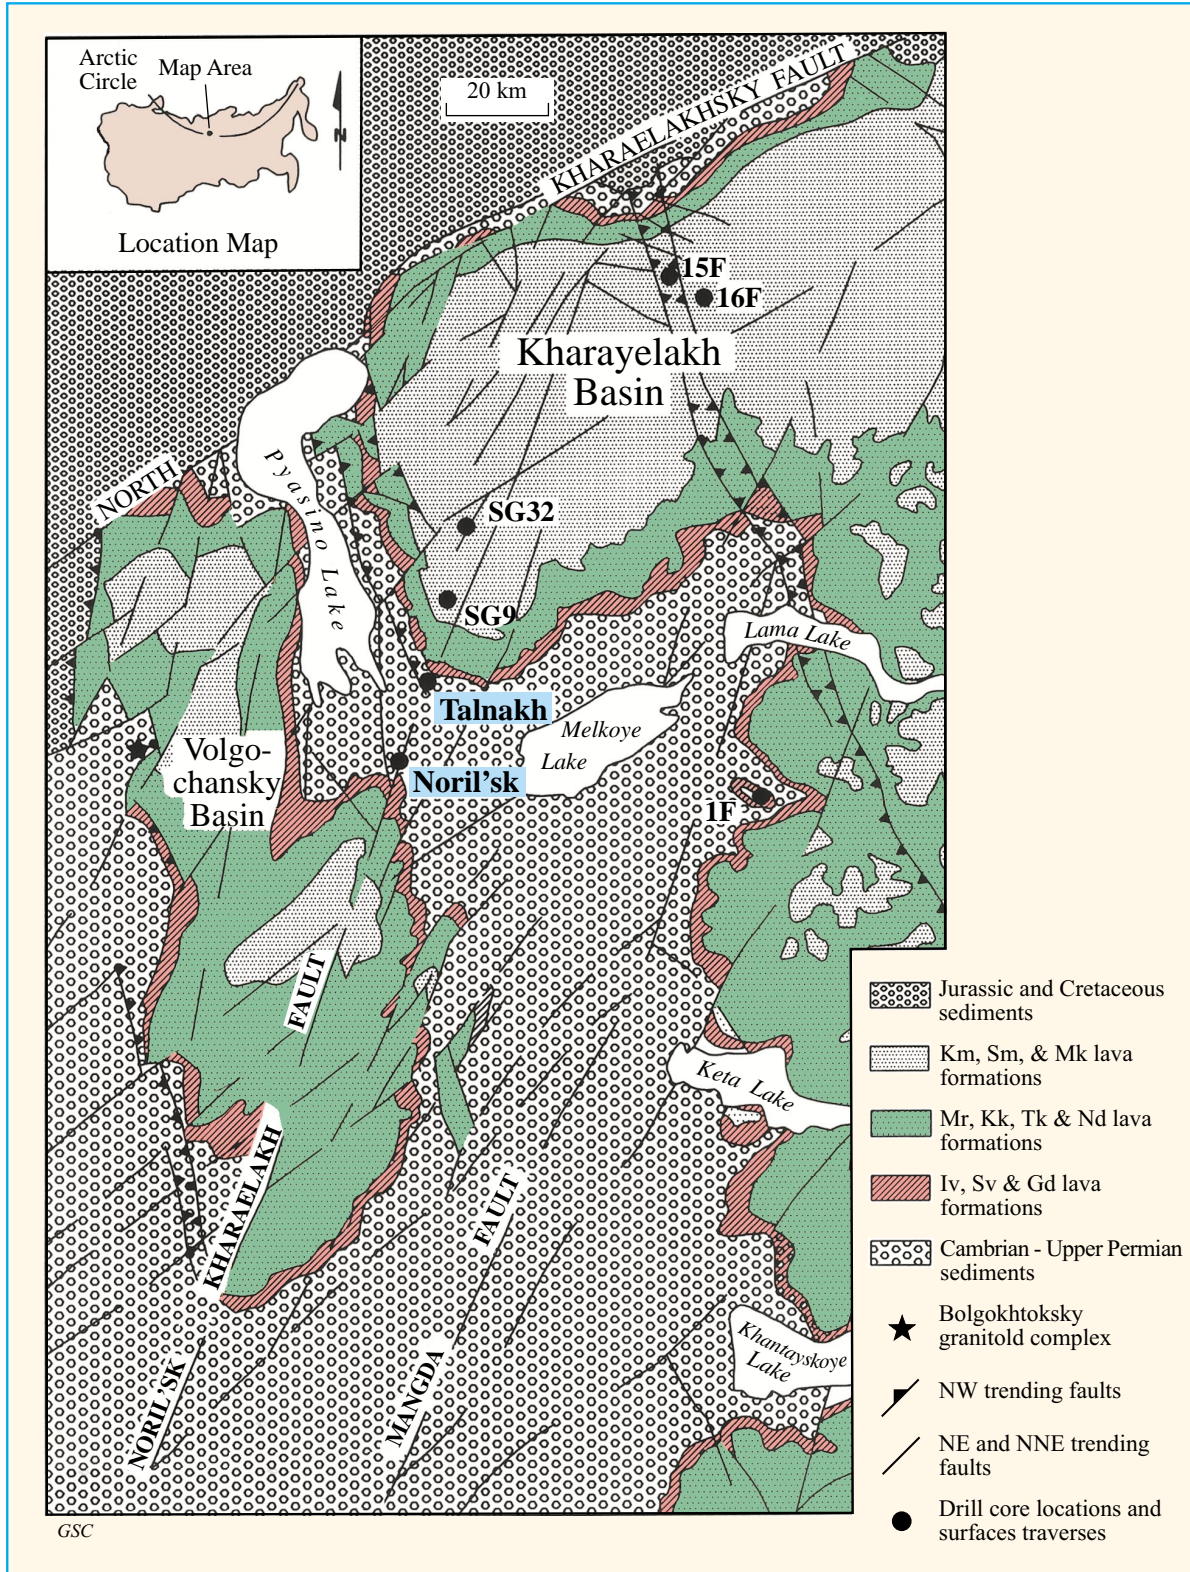 Arctic
Circle
Map Area
N
Location Map
20 km
KHARAELAKHSKY FAULT
15F
16F
Kharayelakh
Basin
Pyasino Lake
NORTH
SG32
SG9
Lama Lake
Talnakh
Melkoye
Lake
Volgo-
chansky
Basin
Noril'sk
1F
FAULT
Keta Lake
KHARAELAKH
FAULT
Khantayskoye
Lake
NORIL'SK
MANGDA
GSC
Jurassic and Cretaceous
sediments
Km, Sm, & Mk lava
formations
Mr, Kk, Tk & Nd lava
formations
Iv, Sv & Gd lava
formations
Cambrian - Upper Permian
sediments
Bolgokhtoksky
granitold complex
NW trending faults
NE and NNE trending
faults
Drill core locations and
surfaces traverses